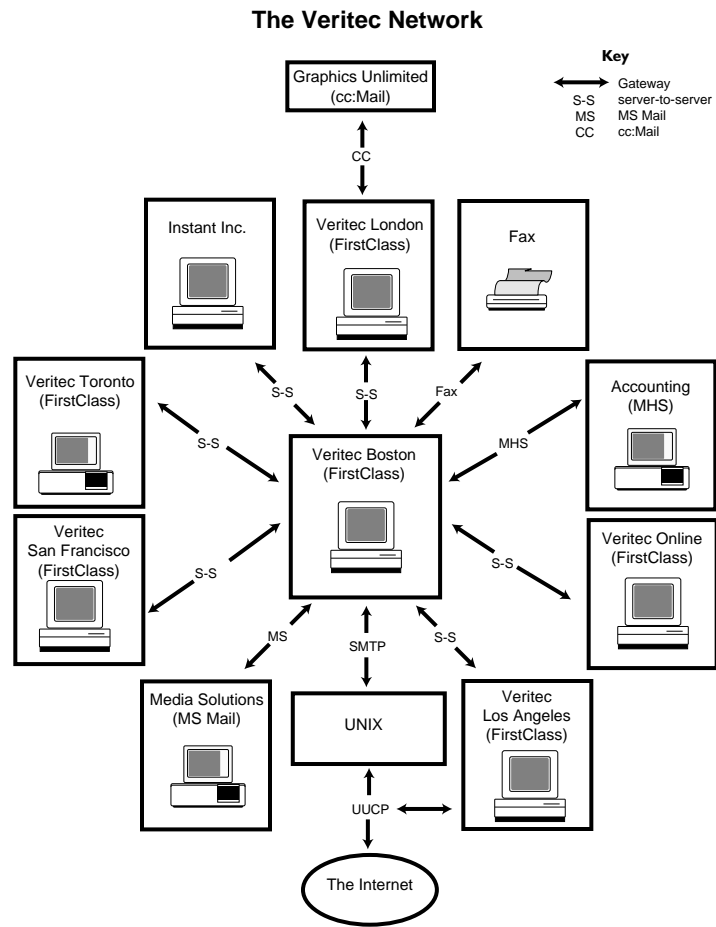 The Veritec Network
Key
Gateway
S-S server-to-server
MS MS Mail
CC cc:Mail
Graphics Unlimited
(cc:Mail)
CC
Instant Inc.
Veritec London
(FirstClass)
Fax
S-S
S-S
Fax
Veritec Toronto
(FirstClass)
Accounting
(MHS)
S-S
MHS
Veritec Boston
(FirstClass)
Veritec
San Francisco
(FirstClass)
Veritec Online
(FirstClass)
S-S
S-S
MS
SMTP
S-S
Media Solutions
(MS Mail)
UNIX
Veritec
Los Angeles
(FirstClass)
UUCP
The Internet